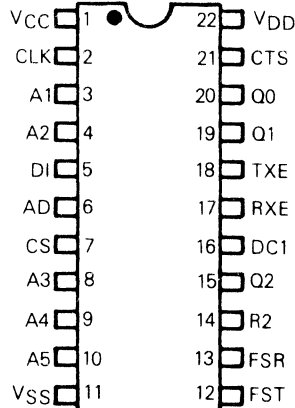 VCC 1 22 VDD
CLK 2 21 CTS
A1 3 20 Q0
A2 4 19 Q1
DI 5 18 TXE
AD 6 17 RXE
CS 7 16 DC1
A3 8 15 Q2
A4 9 14 R2
A5 10 13 FSR
VSS 11 12 FST